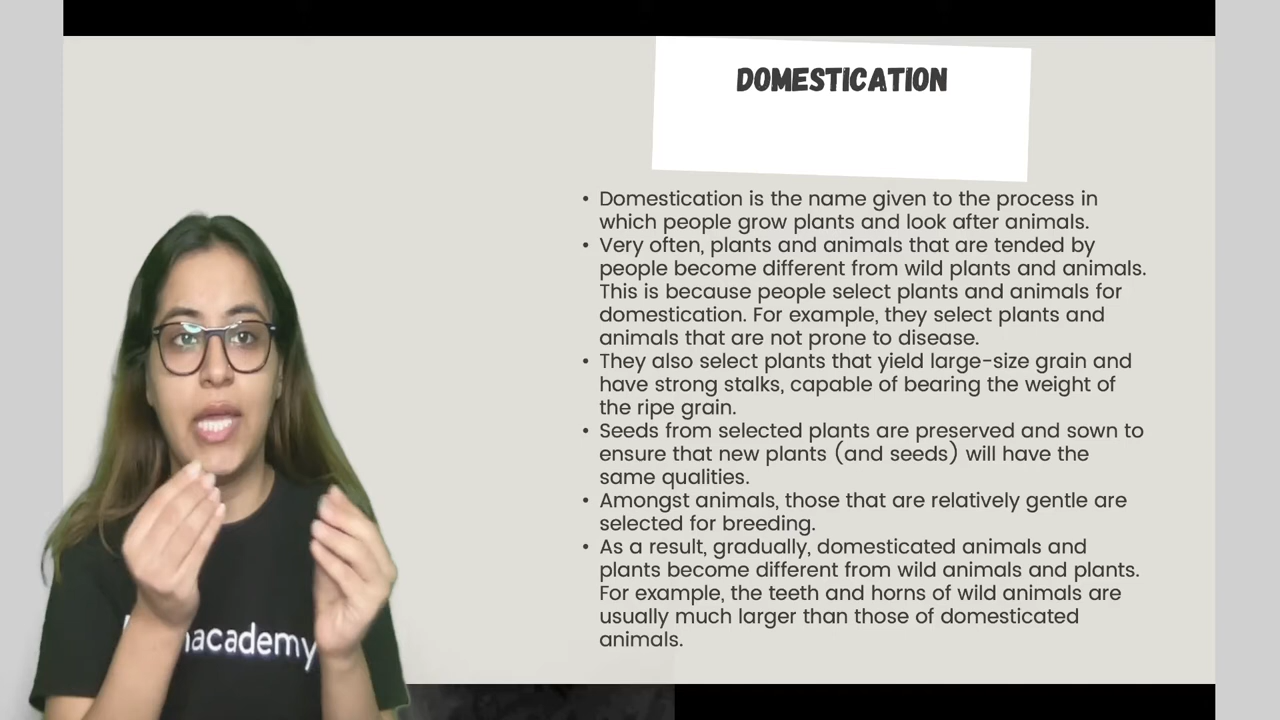 DOMESTICATION
• Domestication is the name given to the process in
which people grow plants and look after animals.
• Very often, plants and animals that are tended by
people become different from wild plants and animals.
This is because people select plants and animals for
domestication. For example, they select plants and
animals that are not prone to disease.
• They also select plants that yield large-size grain and
have strong stalks, capable of bearing the weight of
the ripe grain.
• Seeds from selected plants are preserved and sown to
ensure that new plants (and seeds) will have the
same qualities.
• Amongst animals, those that are relatively gentle are
selected for breeding.
• As a result, gradually, domesticated animals and
plants become different from wild animals and plants.
For example, the teeth and horns of wild animals are
usually much larger than those of domesticated
animals.